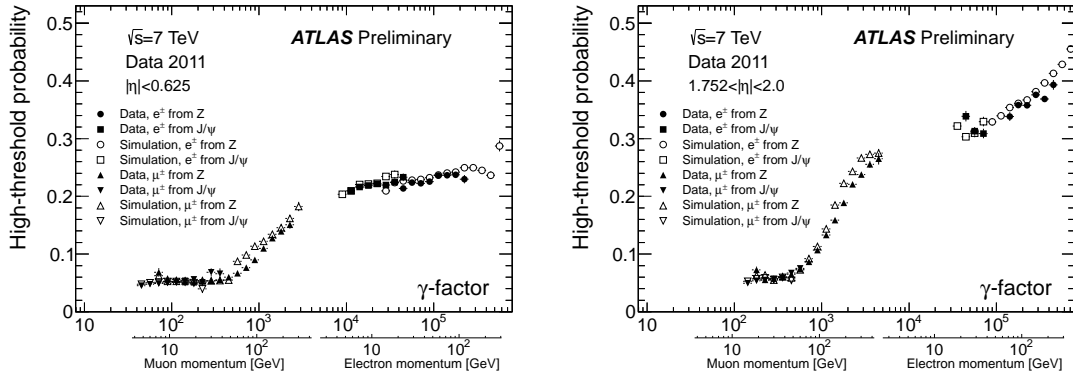 High-threshold probability
0.5
0.4
0.3
0.2
0.1
0
√s=7 TeV
ATLAS Preliminary
Data 2011
|η|<0.625
Data, e± from Z
Data, e± from J/ψ
Simulation, e± from Z
Simulation, e± from J/ψ
Data, μ± from Z
Data, μ± from J/ψ
Simulation, μ± from Z
Simulation, μ± from J/ψ
γ-factor
10 10² 10³ 10⁴ 10⁵
10 10² 10 10²
Muon momentum [GeV] Electron momentum [GeV]
High-threshold probability
0.5
0.4
0.3
0.2
0.1
0
√s=7 TeV
ATLAS Preliminary
Data 2011
1.752<|η|<2.0
Data, e± from Z
Data, e± from J/ψ
Simulation, e± from Z
Simulation, e± from J/ψ
Data, μ± from Z
Data, μ± from J/ψ
Simulation, μ± from Z
Simulation, μ± from J/ψ
γ-factor
10 10² 10³ 10⁴ 10⁵
10 10² 10 10²
Muon momentum [GeV] Electron momentum [GeV]